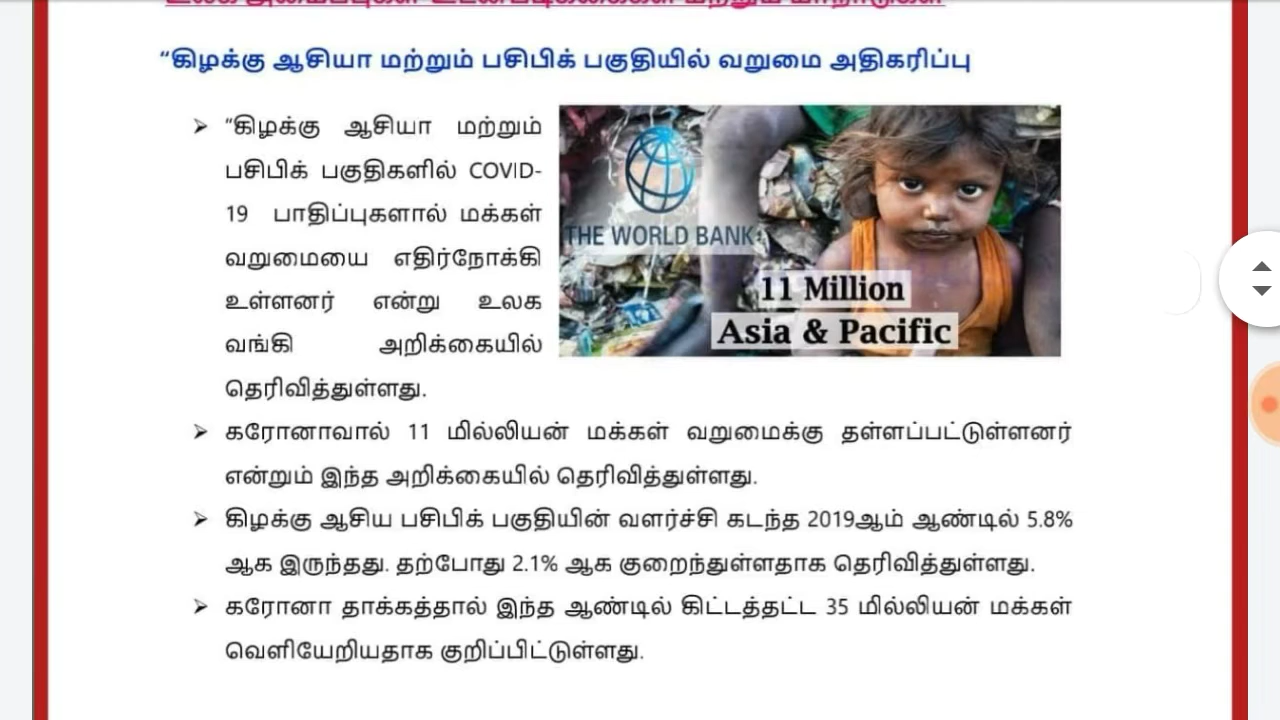 "கிழக்கு ஆசியா மற்றும் பசிபிக் பகுதியில் வறுமை அதிகரிப்பு
➢ "கிழக்கு ஆசியா மற்றும்
பசிபிக் பகுதிகளில் COVID-
19 பாதிப்புகளால் மக்கள்
வறுமையை எதிர்நோக்கி
உள்ளனர் என்று உலக
வங்கி அறிக்கையில்
தெரிவித்துள்ளது.
THE WORLD BANK
11 Million
Asia & Pacific
➢ கரோனாவால் 11 மில்லியன் மக்கள் வறுமைக்கு தள்ளப்பட்டுள்ளனர்
என்றும் இந்த அறிக்கையில் தெரிவித்துள்ளது.
➢ கிழக்கு ஆசிய பசிபிக் பகுதியின் வளர்ச்சி கடந்த 2019ஆம் ஆண்டில் 5.8%
ஆக இருந்தது. தற்போது 2.1% ஆக குறைந்துள்ளதாக தெரிவித்துள்ளது.
➢ கரோனா தாக்கத்தால் இந்த ஆண்டில் கிட்டத்தட்ட 35 மில்லியன் மக்கள்
வெளியேறியதாக குறிப்பிட்டுள்ளது.